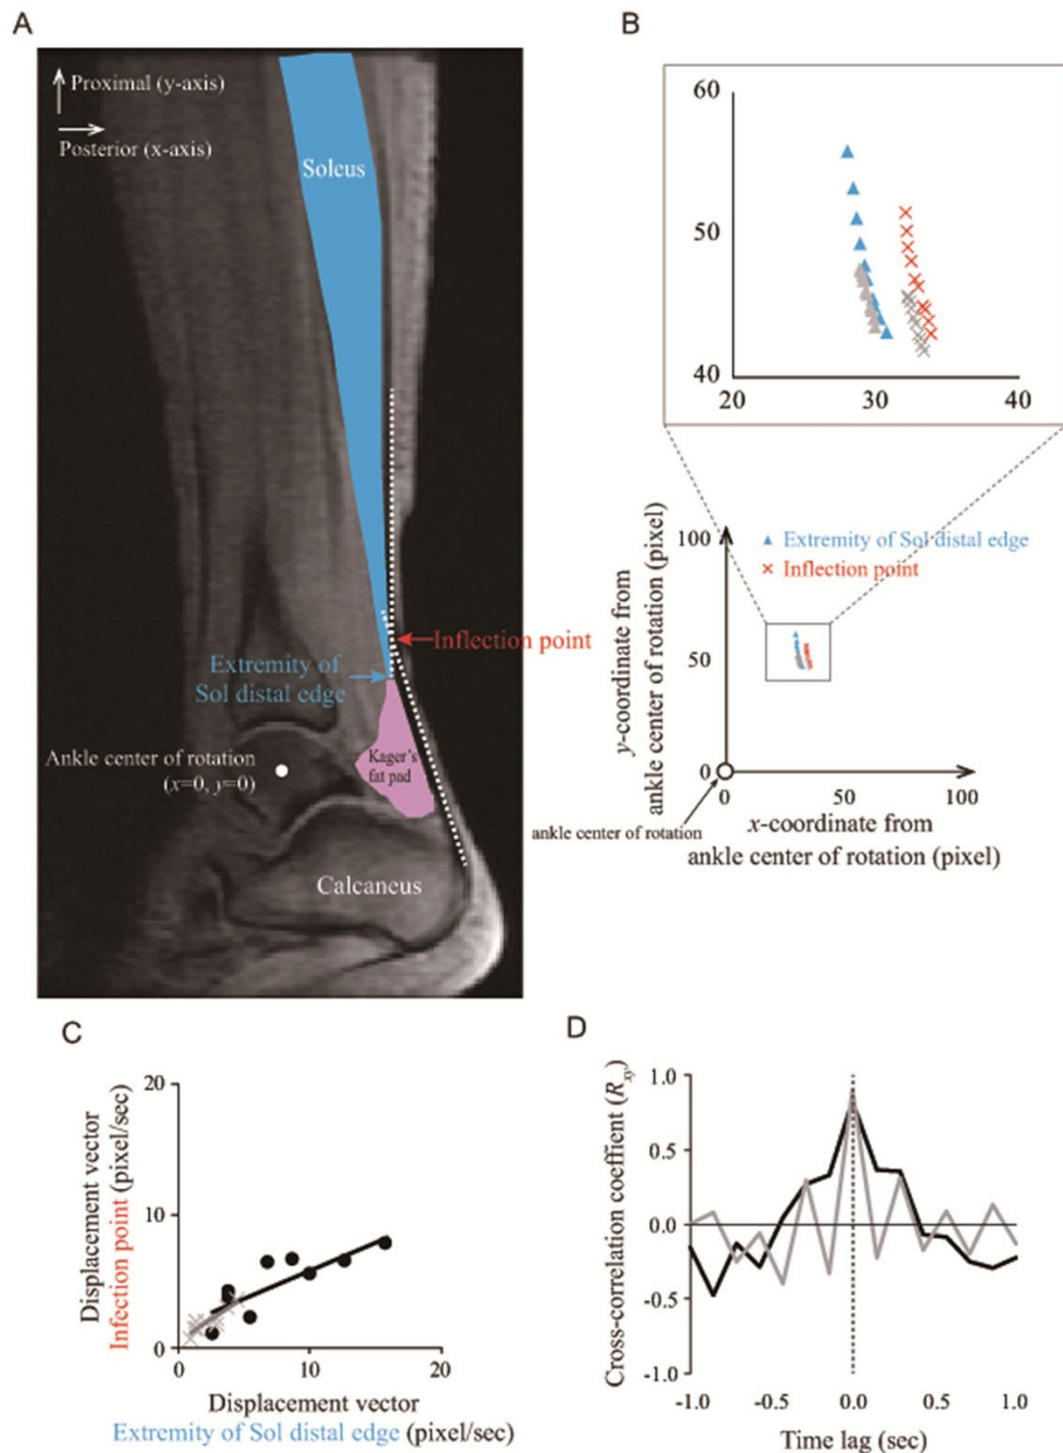 A
Proximal (y-axis)
Posterior (x-axis)
Soleus
Inflection point
Extremity of
Sol distal edge
Ankle center of rotation
(x=0, y=0)
Kager's
fat pad
Calcaneus
B
60
50
40
20
30
40
y-coordinate from
ankle center of rotation (pixel)
100
50
0
Extremity of Sol distal edge
Inflection point
0
50
100
ankle center of rotation
x-coordinate from
ankle center of rotation (pixel)
C
Displacement vector
Infection point (pixel/sec)
20
10
0
0
10
20
Displacement vector
Extremity of Sol distal edge (pixel/sec)
D
Cross-correlation coeffient (Rxy)
1.0
0.5
0.0
-0.5
-1.0
-1.0
-0.5
0.0
0.5
1.0
Time lag (sec)